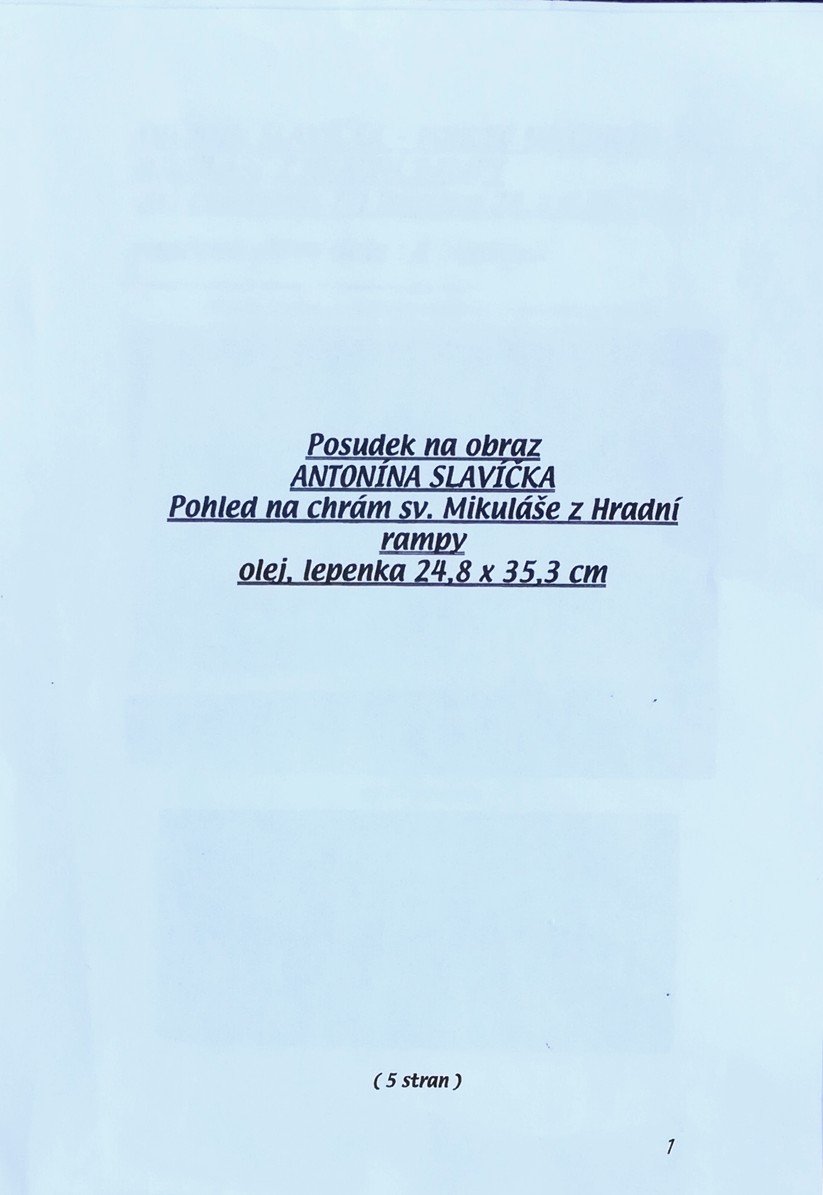 Posudek na obraz
ANTONÍNA SLAVÍČKA
Pohled na chrám sv. Mikuláše z Hradní
rampy
olej, lepenka 24,8 x 35,3 cm
( 5 stran )
1